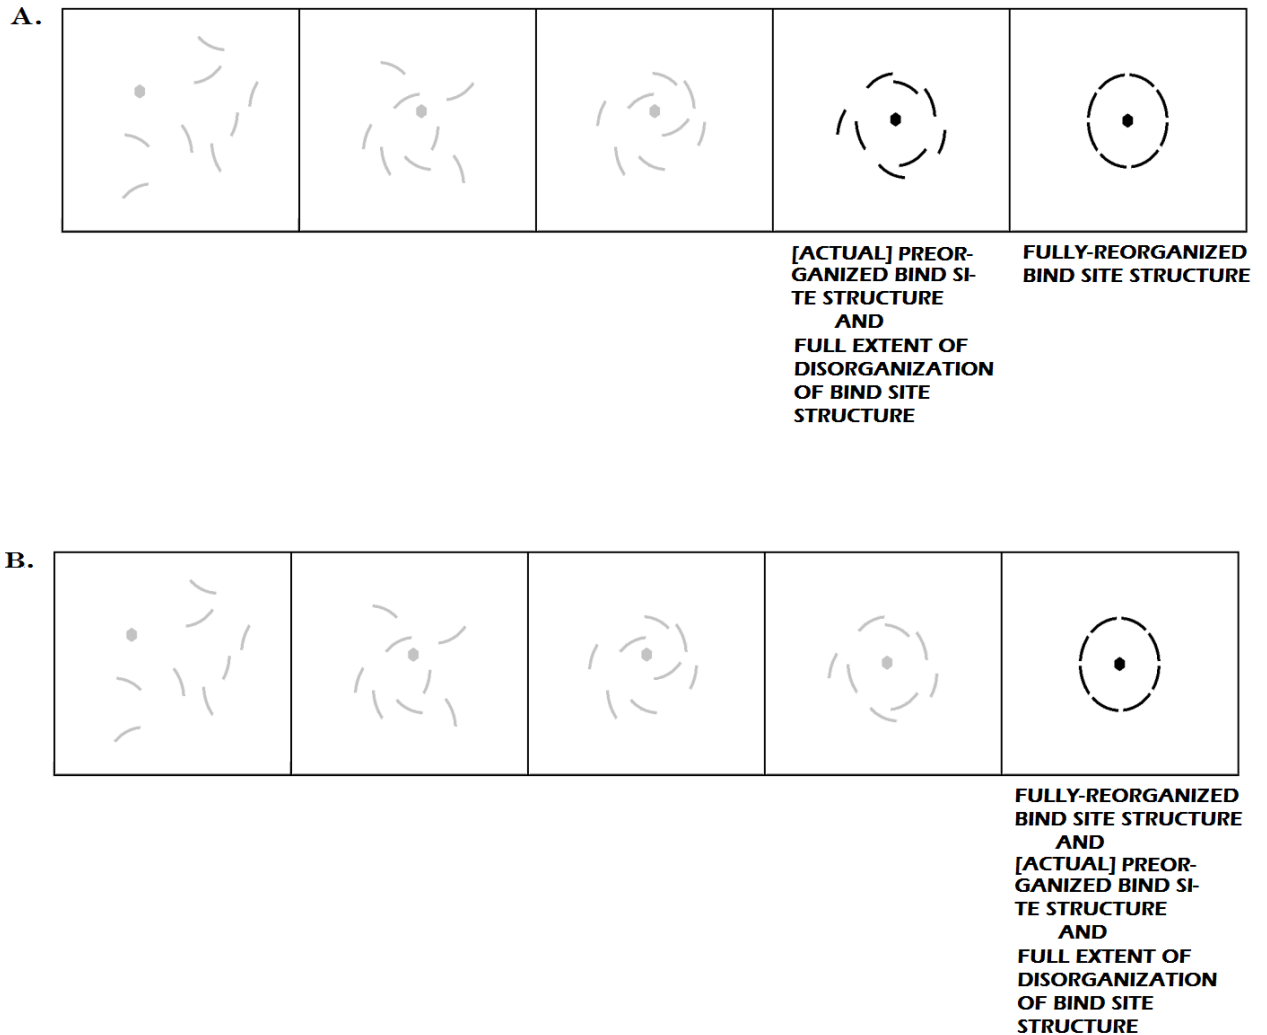 A.
[ACTUAL] PREOR-
GANIZED BIND SI-
TE STRUCTURE
AND
FULL EXTENT OF
DISORGANIZATION
OF BIND SITE
STRUCTURE
FULLY-REORGANIZED
BIND SITE STRUCTURE
B.
FULLY-REORGANIZED
BIND SITE STRUCTURE
AND
[ACTUAL] PREOR-
GANIZED BIND SI-
TE STRUCTURE
AND
FULL EXTENT OF
DISORGANIZATION
OF BIND SITE
STRUCTURE